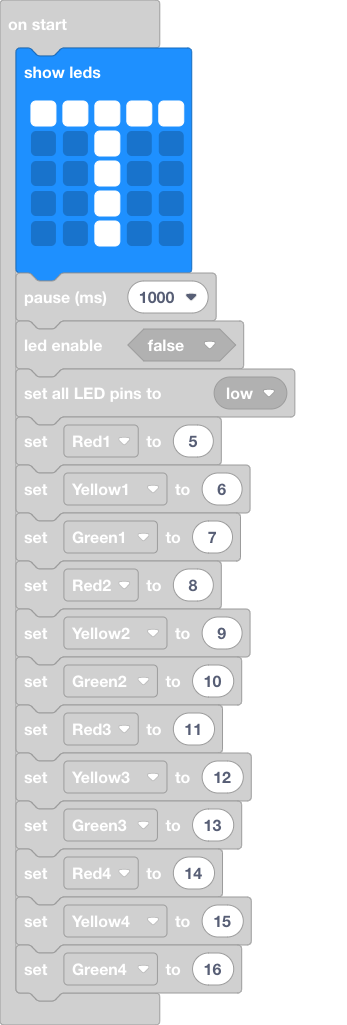 on start
show leds
pause (ms) 1000
led enable false
set all LED pins to low
set Red1 to 5
set Yellow1 to 6
set Green1 to 7
set Red2 to 8
set Yellow2 to 9
set Green2 to 10
set Red3 to 11
set Yellow3 to 12
set Green3 to 13
set Red4 to 14
set Yellow4 to 15
set Green4 to 16